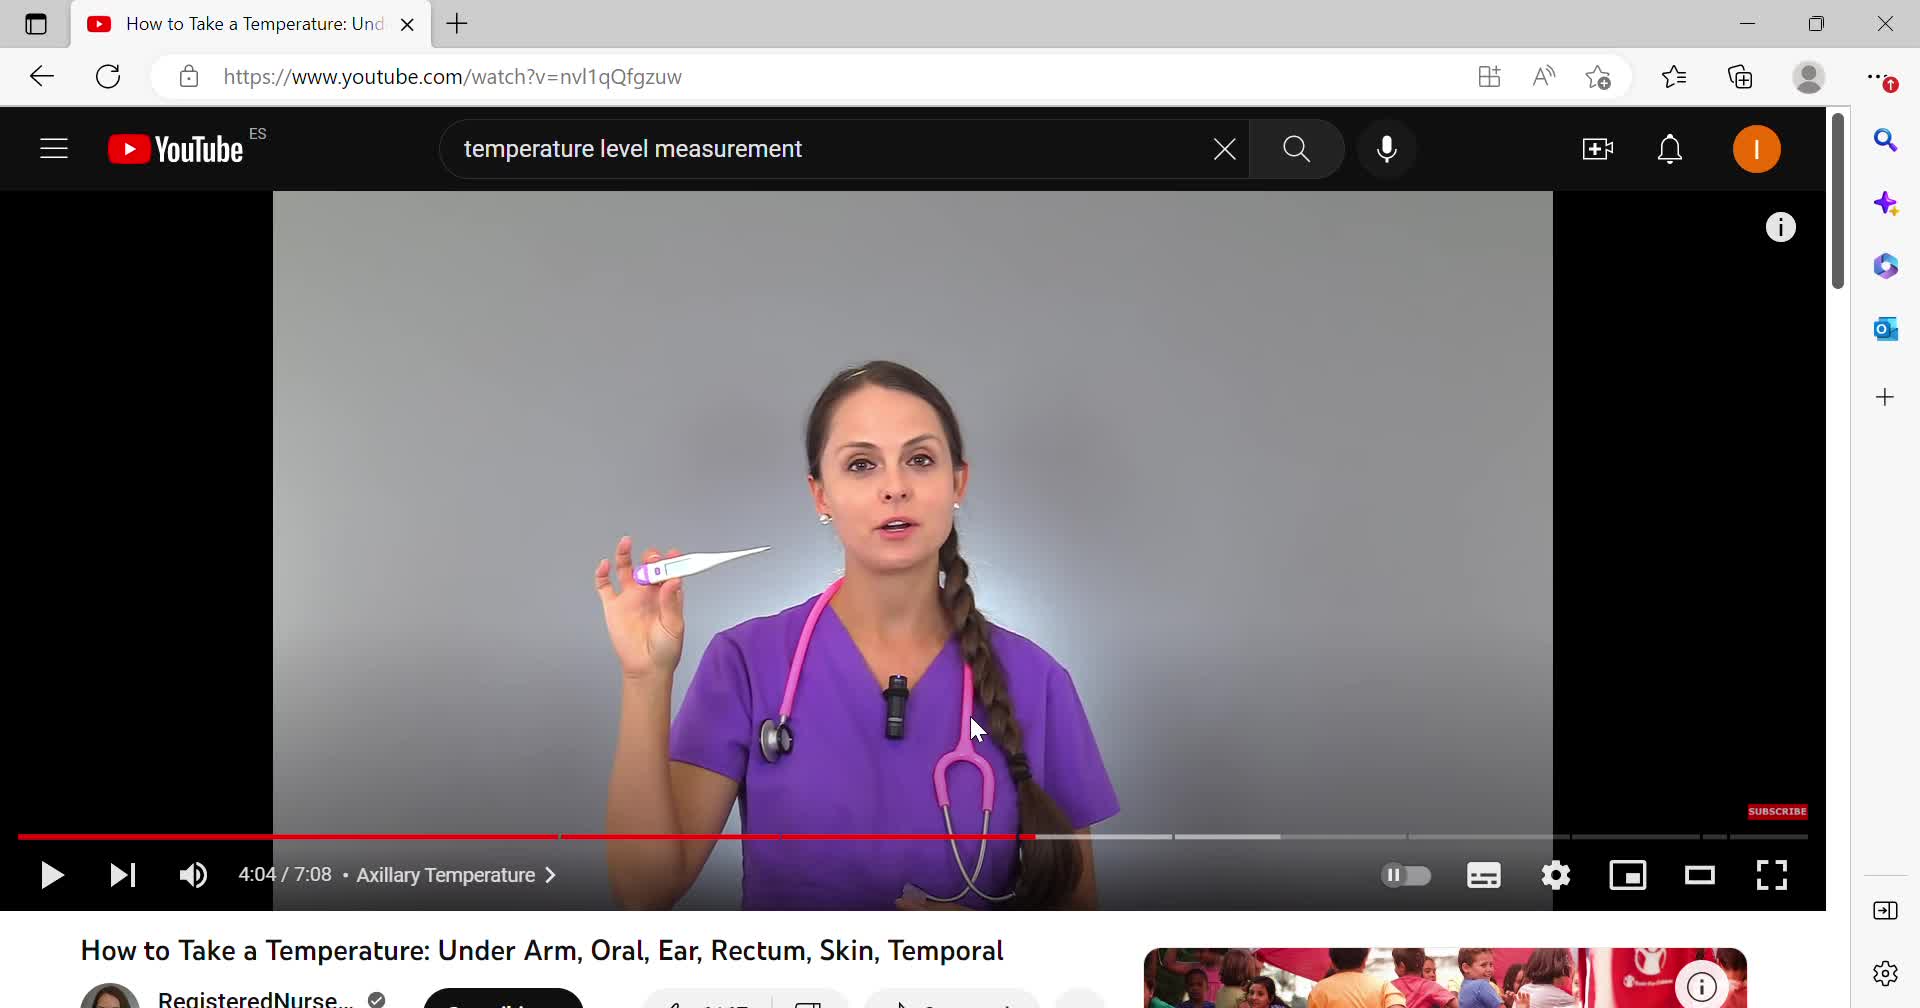 How to Take a Temperature: Und
https://www.youtube.com/watch?v=nvl1qQfgzuw
YouTube ES
temperature level measurement
I
SUBSCRIBE
4:04 / 7:08 • Axillary Temperature
How to Take a Temperature: Under Arm, Oral, Ear, Rectum, Skin, Temporal
RegisteredNurse...